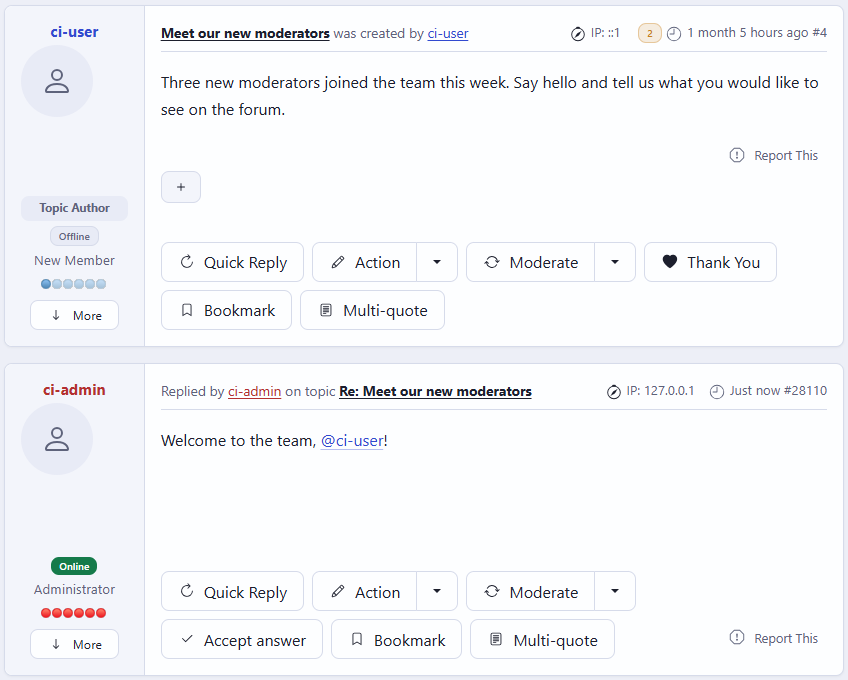 ci-user
Topic Author
Offline
New Member
More
Meet our new moderators was created by ci-user
IP: ::1
2
1 month 5 hours ago #4
Three new moderators joined the team this week. Say hello and tell us what you would like to
see on the forum.
Report This
+
Quick Reply
Action
Moderate
Thank You
Bookmark
Multi-quote
ci-admin
Online
Administrator
More
Replied by ci-admin on topic Re: Meet our new moderators
IP: 127.0.0.1
Just now #28110
Welcome to the team, @ci-user!
Quick Reply
Action
Moderate
Accept answer
Bookmark
Multi-quote
Report This